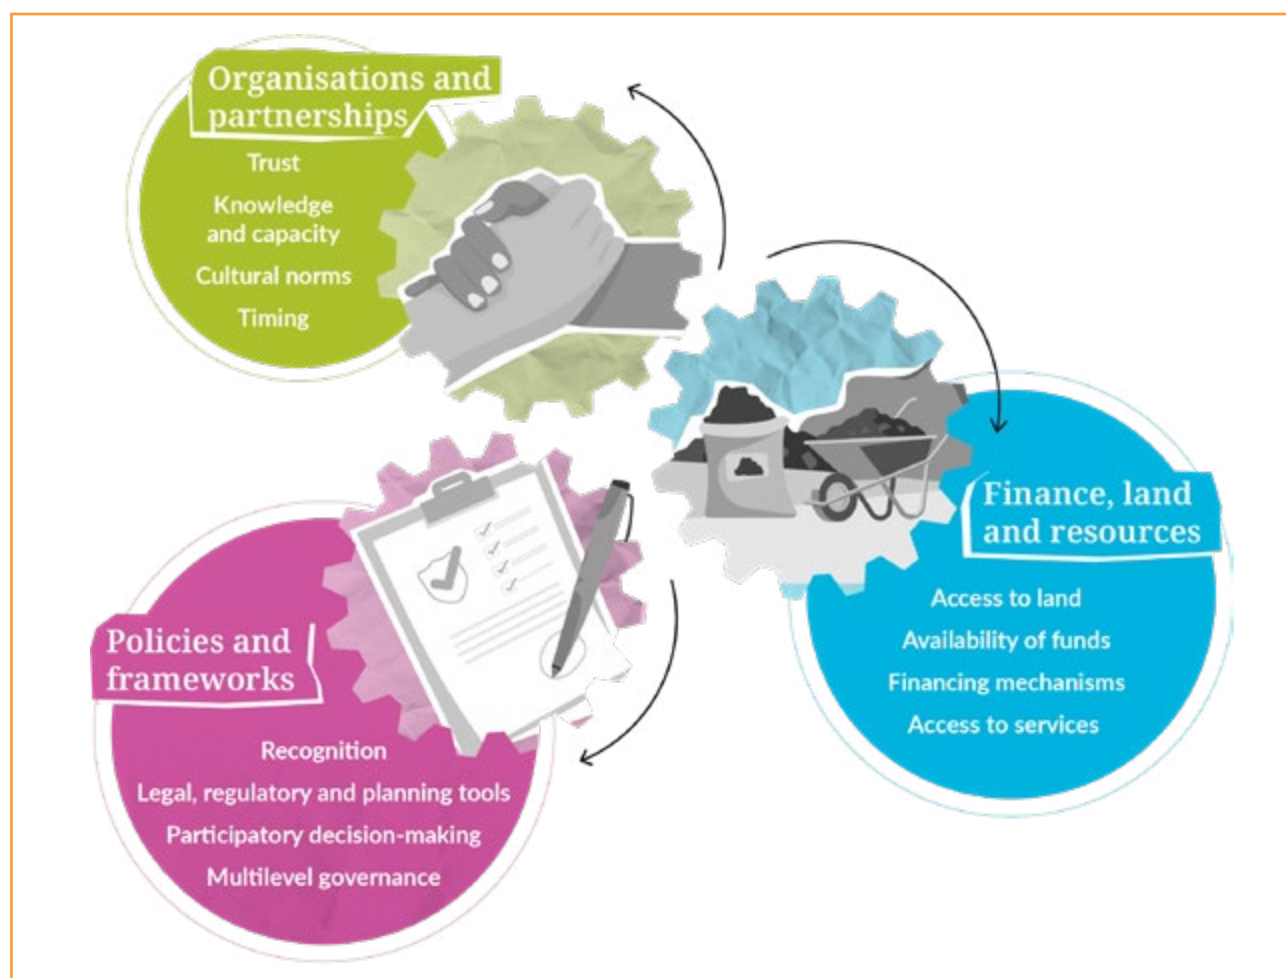 Organisations and
partnerships
Trust
Knowledge
and capacity
Cultural norms
Timing
Finance, land
and resources
Access to land
Availability of funds
Financing mechanisms
Access to services
Policies and
frameworks
Recognition
Legal, regulatory and planning tools
Participatory decision-making
Multilevel governance